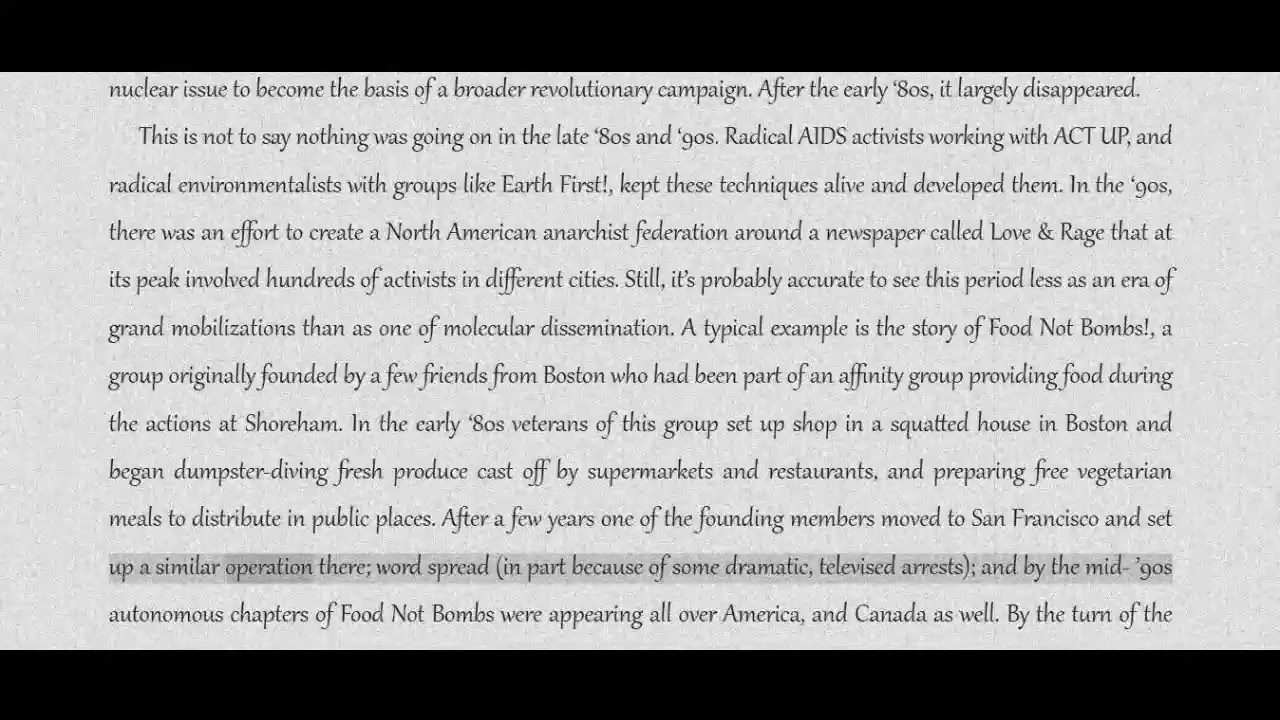 nuclear issue to become the basis of a broader revolutionary campaign. After the early ‘80s, it largely disappeared.
This is not to say nothing was going on in the late ‘80s and ‘90s. Radical AIDS activists working with ACT UP, and
radical environmentalists with groups like Earth First!, kept these techniques alive and developed them. In the ‘90s,
there was an effort to create a North American anarchist federation around a newspaper called Love & Rage that at
its peak involved hundreds of activists in different cities. Still, it’s probably accurate to see this period less as an era of
grand mobilizations than as one of molecular dissemination. A typical example is the story of Food Not Bombs!, a
group originally founded by a few friends from Boston who had been part of an affinity group providing food during
the actions at Shoreham. In the early ‘80s veterans of this group set up shop in a squatted house in Boston and
began dumpster-diving fresh produce cast off by supermarkets and restaurants, and preparing free vegetarian
meals to distribute in public places. After a few years one of the founding members moved to San Francisco and set
up a similar operation there; word spread (in part because of some dramatic, televised arrests); and by the mid- ’90s
autonomous chapters of Food Not Bombs were appearing all over America, and Canada as well. By the turn of the